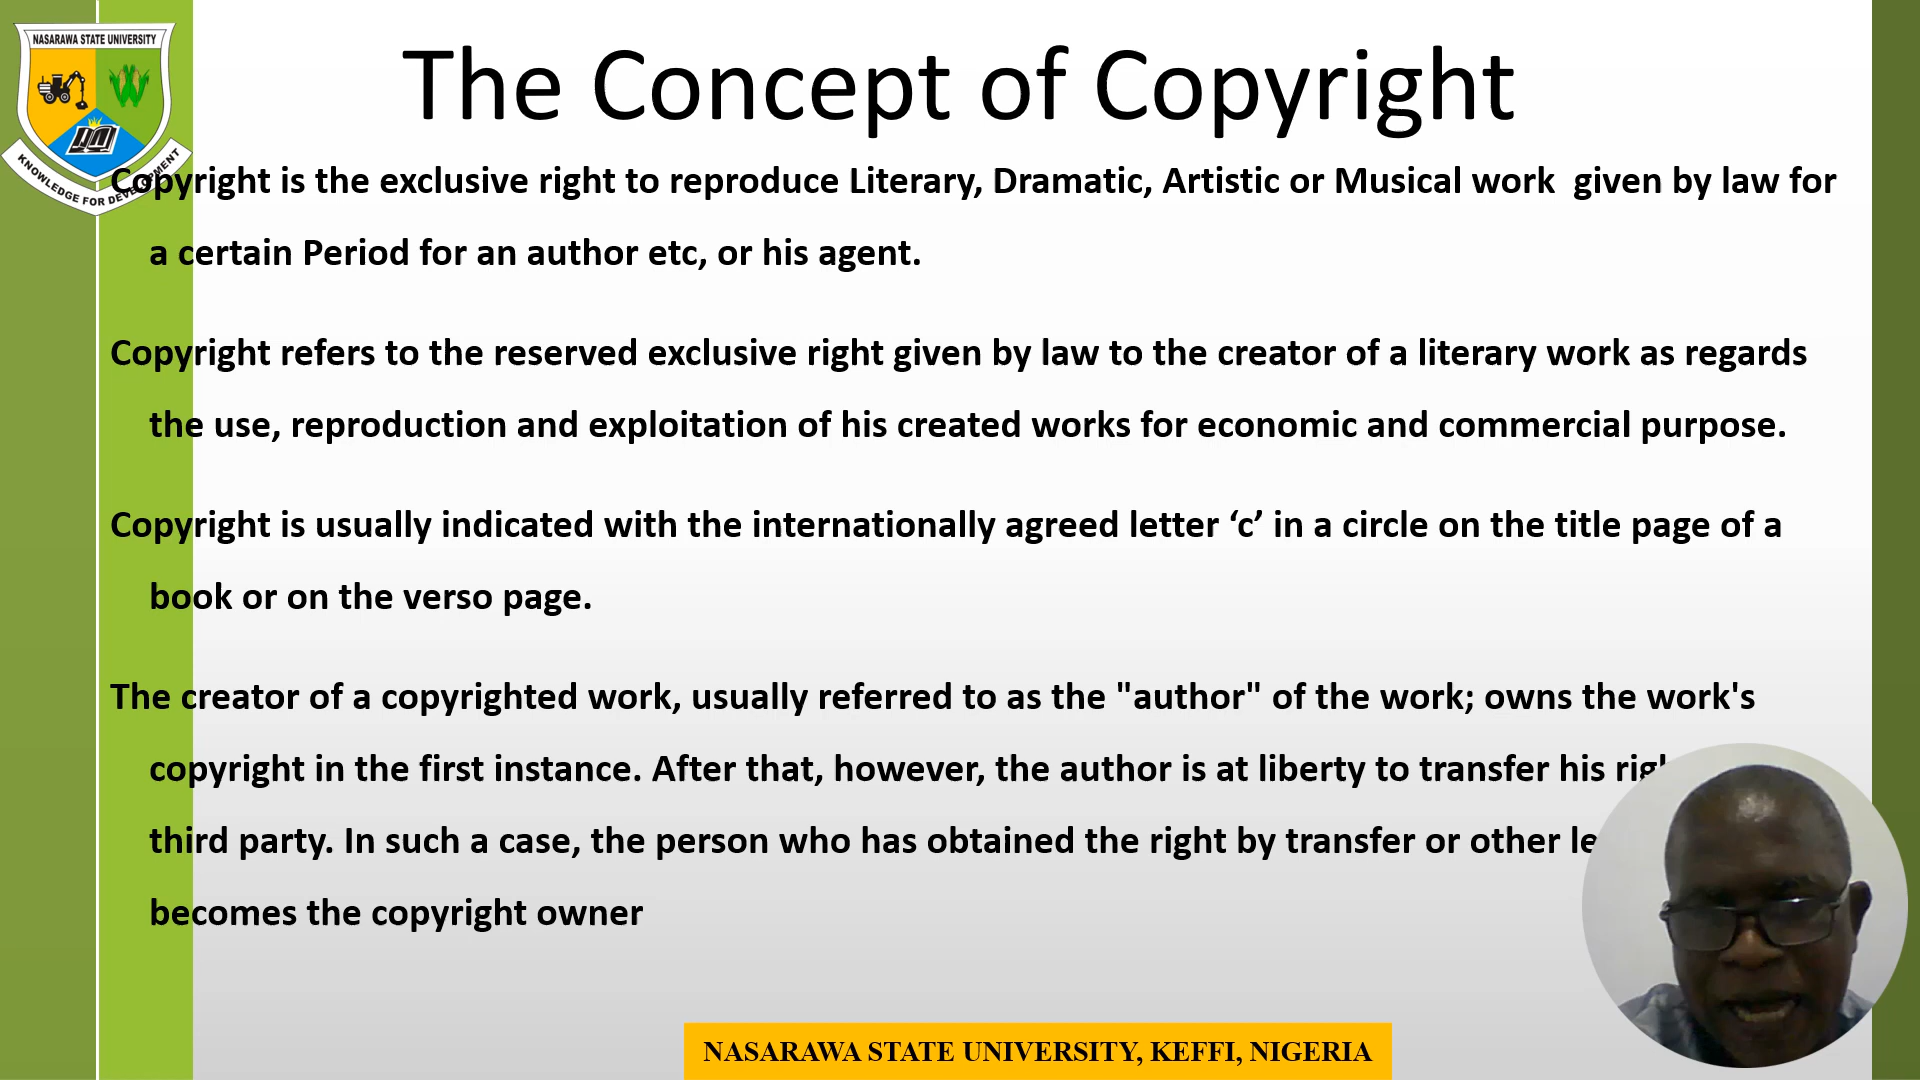 NASARAWA STATE UNIVERSITY
KNOWLEDGE FOR DEVELOPMENT
The Concept of Copyright
Copyright is the exclusive right to reproduce Literary, Dramatic, Artistic or Musical work  given by law for
a certain Period for an author etc, or his agent.
Copyright refers to the reserved exclusive right given by law to the creator of a literary work as regards
the use, reproduction and exploitation of his created works for economic and commercial purpose.
Copyright is usually indicated with the internationally agreed letter ‘c’ in a circle on the title page of a
book or on the verso page.
The creator of a copyrighted work, usually referred to as the "author" of the work; owns the work's
copyright in the first instance. After that, however, the author is at liberty to transfer his
third party. In such a case, the person who has obtained the right by transfer or other
becomes the copyright owner
NASARAWA STATE UNIVERSITY, KEFFI, NIGERIA